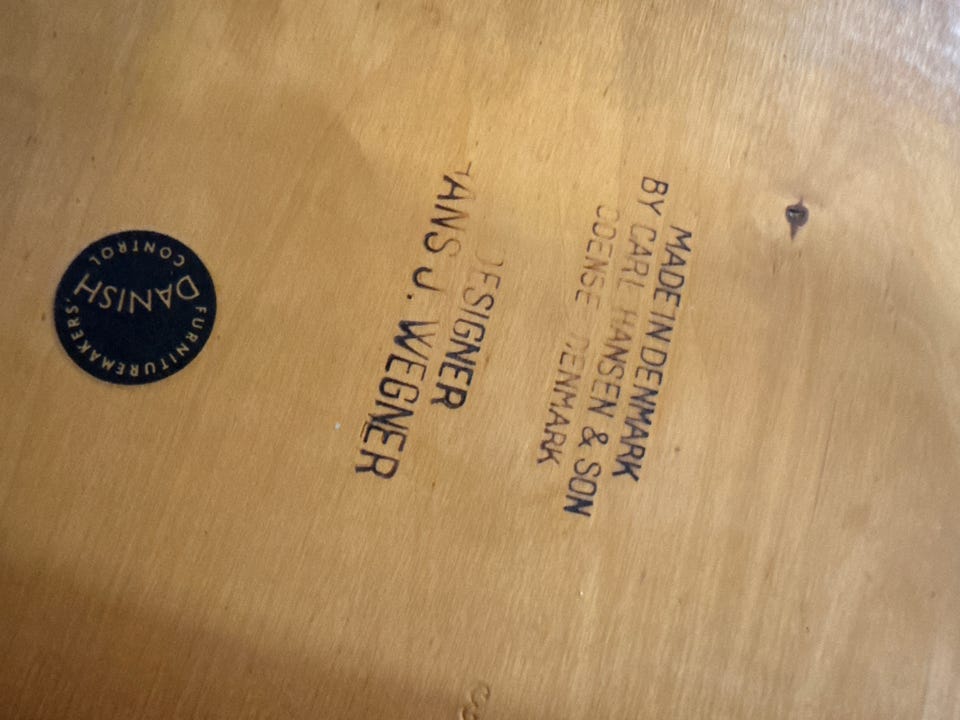 MADE IN DENMARK
BY CARL HANSEN & SON
ODENSE DENMARK
DESIGNER
HANS J. WEGNER
DANISH
FURNITUREMAKERS'
CONTROL